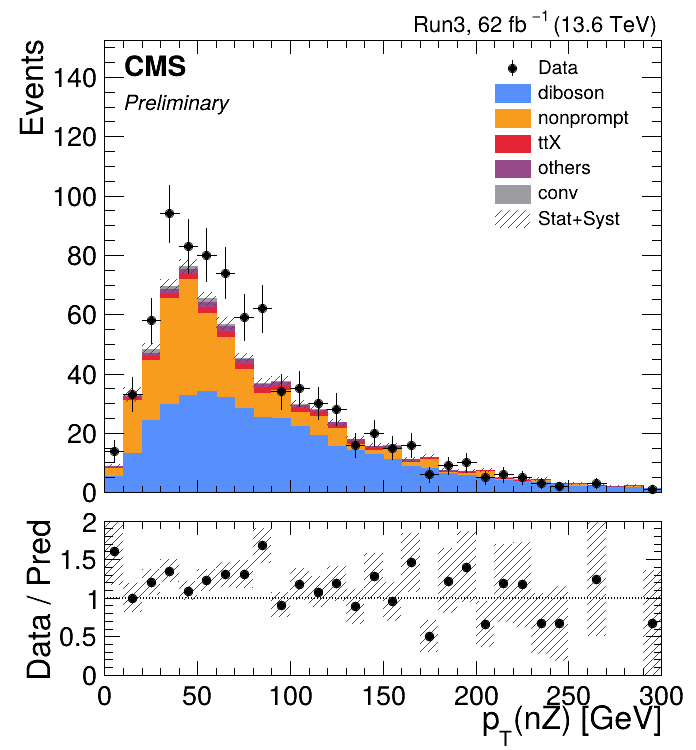 Run3, 62 fb⁻¹ (13.6 TeV)
CMS
Preliminary
Data
diboson
nonprompt
ttX
others
conv
Stat+Syst
Events
140
120
100
80
60
40
20
0
Data / Pred
2
1.5
1
0.5
0
0 50 100 150 200 250 300
p_T(nZ) [GeV]